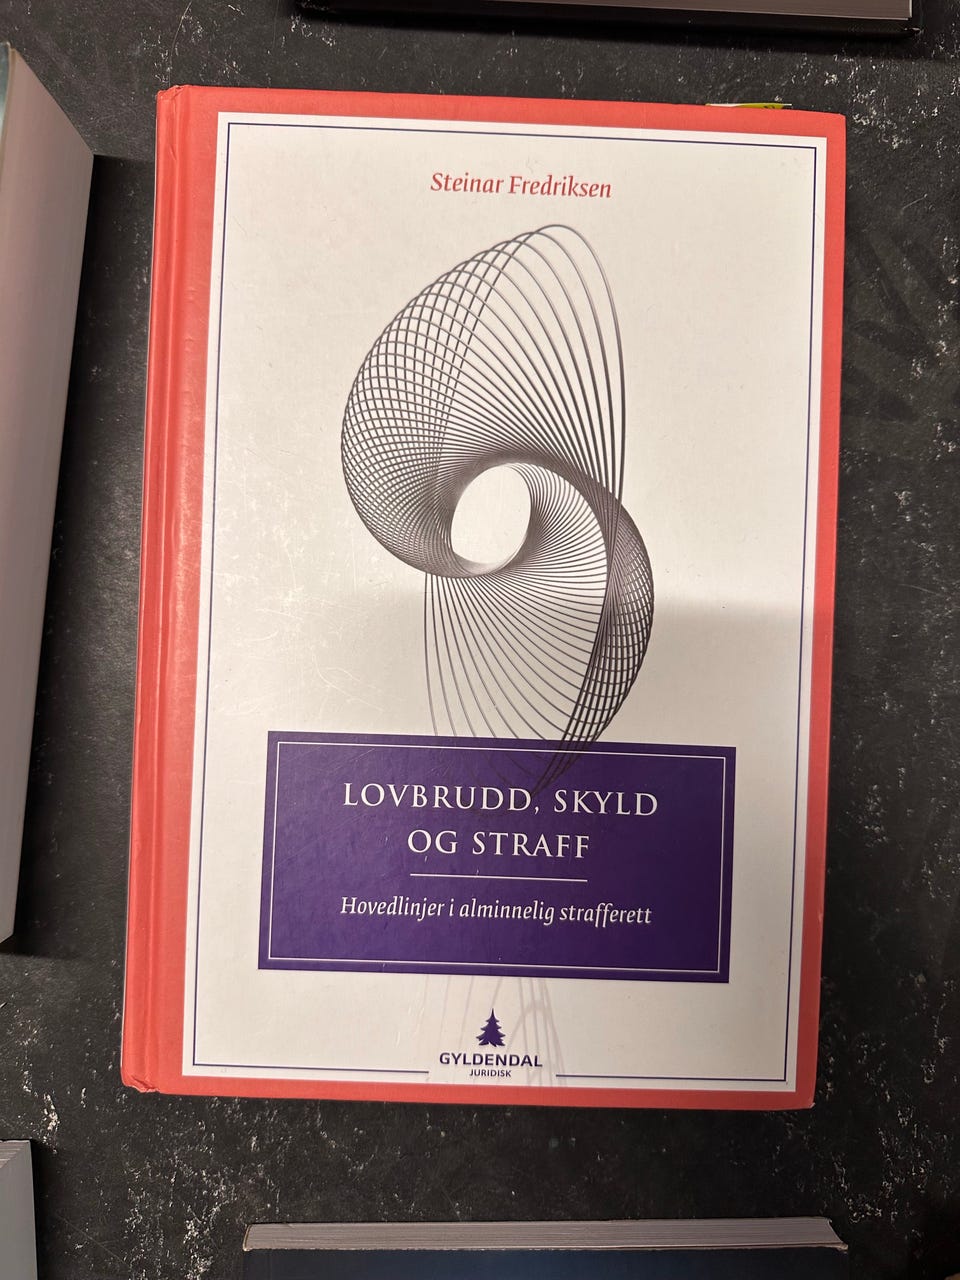 Steinar Fredriksen
LOVBRUDD, SKYLD
OG STRAFF
Hovedlinjer i alminnelig strafferett
GYLDENDAL
JURIDISK